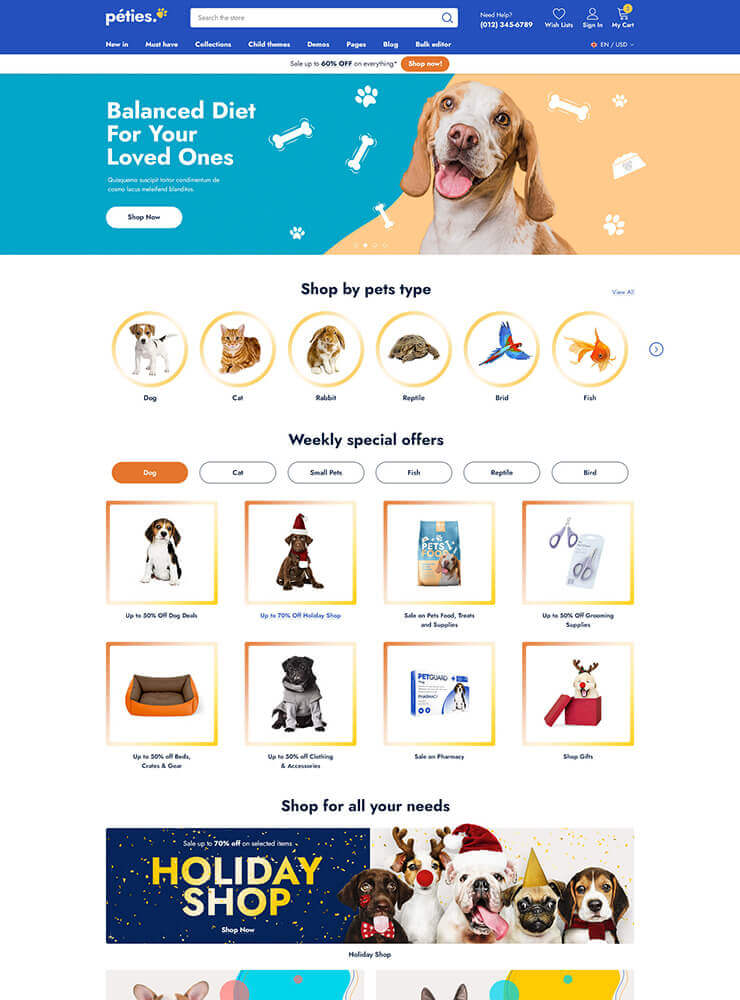 péties.
Search the store
Need Help?
(012) 345-6789
Wish Lists
Sign In
2
My Cart
New in
Must have
Collections
Child themes
Demos
Pages
Blog
Bulk editor
EN / USD
Sale up to 60% OFF on everything*
Shop now!
Balanced Diet
For Your
Loved Ones
Quisquemo suscipit tortor condimentum de
cosmo lacus meleifend blanditos.
Shop Now
Shop by pets type
View All
Dog
Cat
Rabbit
Reptile
Brid
Fish
Weekly special offers
Dog
Cat
Small Pets
Fish
Reptile
Bird
PETS
FOOD
Up to 50% Off Dog Deals
Up to 70% Off Holiday Shop
Sale on Pets Food, Treats
and Supplies
Up to 50% Off Grooming
Supplies
PETGUARD
PHARMACY
Up to 50% off Beds,
Crates & Gear
Up to 50% off Clothing
& Accessories
Sale on Pharmacy
Shop Gifts
Shop for all your needs
Sale up to 70% off on selected items
HOLIDAY
SHOP
Shop Now
Holiday Shop